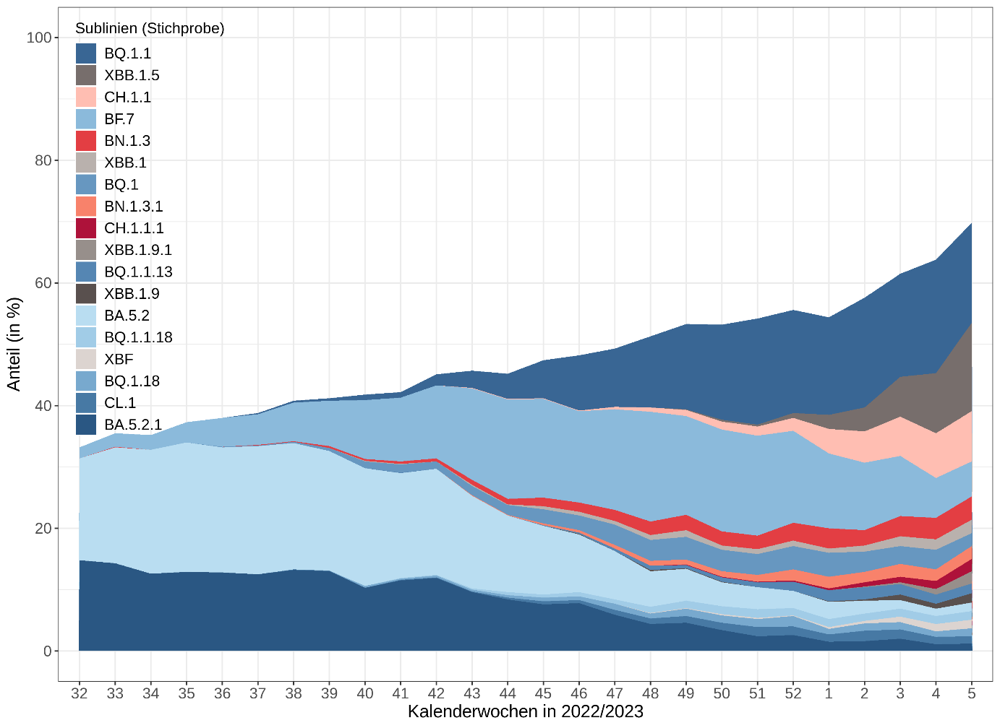 Sublinien (Stichprobe)
BQ.1.1
XBB.1.5
CH.1.1
BF.7
BN.1.3
XBB.1
BQ.1
BN.1.3.1
CH.1.1.1
XBB.1.9.1
BQ.1.1.13
XBB.1.9
BA.5.2
BQ.1.1.18
XBF
BQ.1.18
CL.1
BA.5.2.1
Anteil (in %)
100
80
60
40
20
0
32 33 34 35 36 37 38 39 40 41 42 43 44 45 46 47 48 49 50 51 52 1 2 3 4 5
Kalenderwochen in 2022/2023